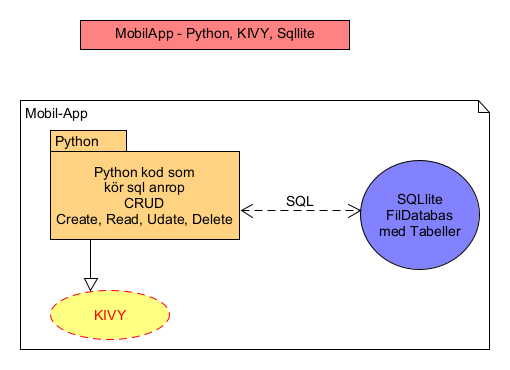 MobilApp - Python, KIVY, Sqllite
Mobil-App
Python
Python kod som
kör sql anrop
CRUD
Create, Read, Udate, Delete
SQL
SQLlite
FilDatabas
med Tabeller
KIVY